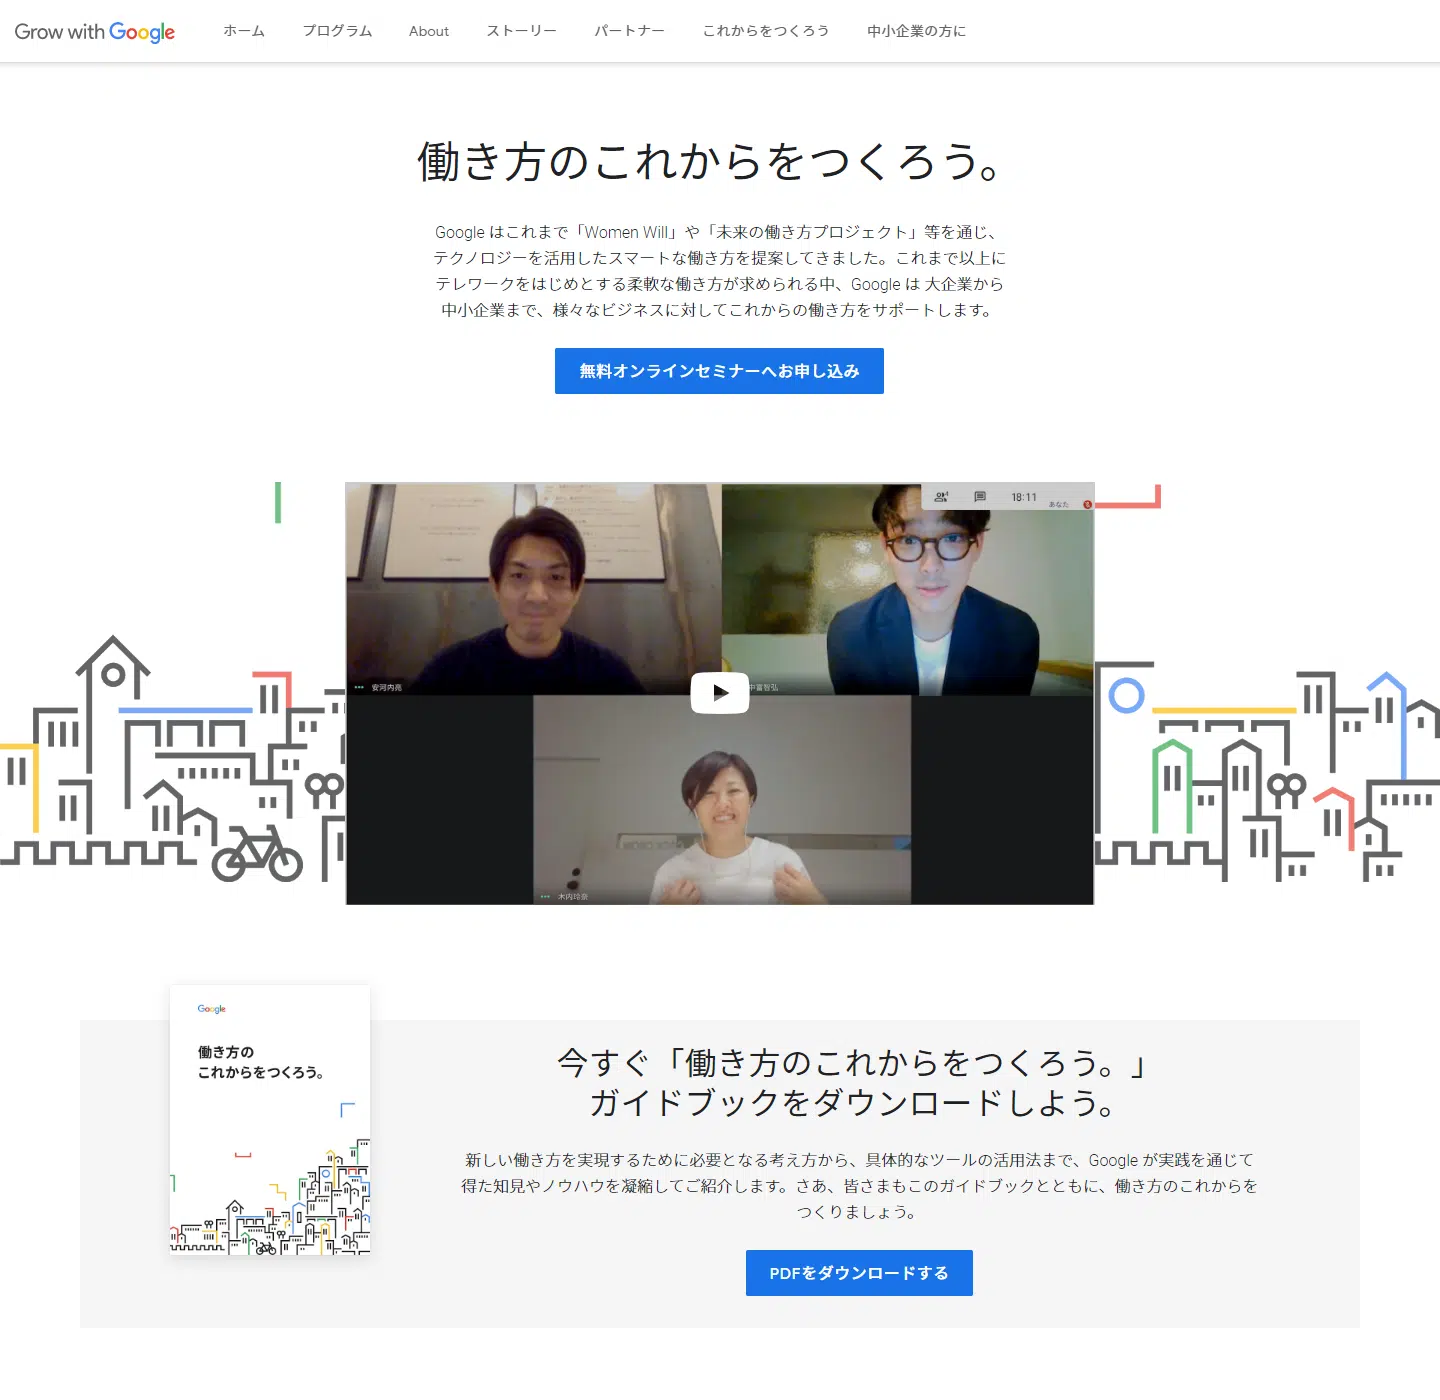 Grow with Google
ホーム
プログラム
About
ストーリー
パートナー
これからをつくろう
中小企業の方に
働き方のこれからをつくろう。
Google はこれまで「Women Will」や「未来の働き方プロジェクト」等を通じ、
テクノロジーを活用したスマートな働き方を提案してきました。これまで以上に
テレワークをはじめとする柔軟な働き方が求められる中、Google は 大企業から
中小企業まで、様々なビジネスに対してこれからの働き方をサポートします。
無料オンラインセミナーへお申し込み
18:11
あなた
安河内亮
中富智弘
木内玲奈
Google
働き方の
これからをつくろう。
今すぐ「働き方のこれからをつくろう。」
ガイドブックをダウンロードしよう。
新しい働き方を実現するために必要となる考え方から、具体的なツールの活用法まで、Google が実践を通じて
得た知見やノウハウを凝縮してご紹介します。さあ、皆さまもこのガイドブックとともに、働き方のこれからを
つくりましょう。
PDFをダウンロードする